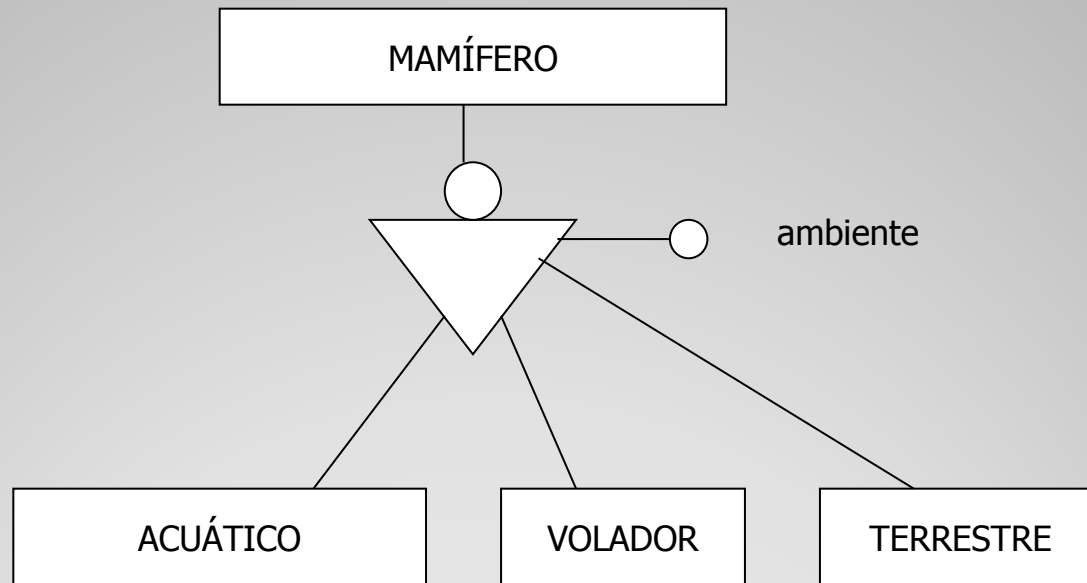 MAMÍFERO
ambiente
ACUÁTICO
VOLADOR
TERRESTRE